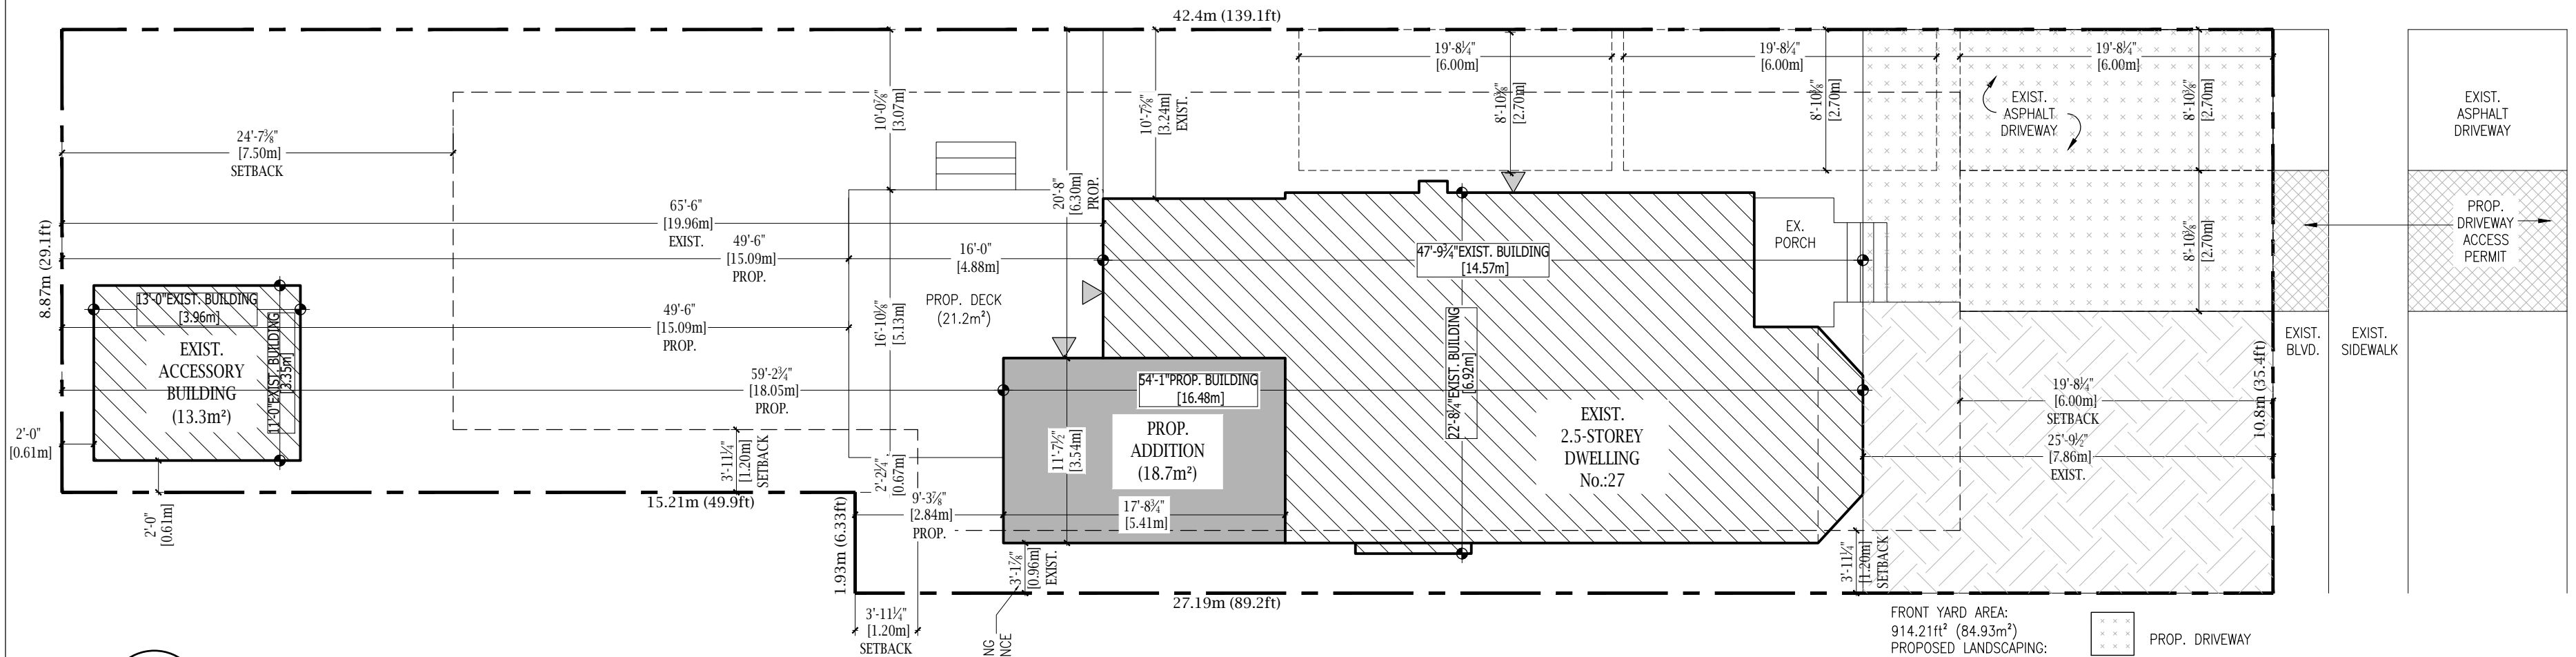 42.4m (139.1ft)
19'-8¼"
[6.00m]
19'-8¼"
[6.00m]
19'-8¼"
[6.00m]
10'-0⅞"
[3.07m]
10'-7⅝"
[3.24m]
EXIST.
8'-10⅜"
[2.70m]
8'-10⅜"
[2.70m]
8'-10⅜"
[2.70m]
EXIST.
ASPHALT
DRIVEWAY
EXIST.
ASPHALT
DRIVEWAY
24'-7⅜"
[7.50m]
SETBACK
20'-8"
[6.30m]
PROP.
65'-6"
[19.96m]
EXIST.
8.87m (29.1ft)
49'-6"
[15.09m]
PROP.
16'-0"
[4.88m]
47'-9¾"EXIST. BUILDING
[14.57m]
EX.
PORCH
8'-10⅜"
[2.70m]
PROP.
DRIVEWAY
ACCESS
PERMIT
13'-0"EXIST. BUILDING
[3.96m]
11'-0"EXIST. BUILDING
[3.35m]
PROP. DECK
(21.2m²)
49'-6"
[15.09m]
PROP.
16'-10⅛"
[5.13m]
EXIST.
ACCESSORY
BUILDING
(13.3m²)
22'-8¼"EXIST. BUILDING
[6.92m]
EXIST.
BLVD.
EXIST.
SIDEWALK
59'-2¾"
[18.05m]
PROP.
54'-1"PROP. BUILDING
[16.48m]
19'-8¼"
[6.00m]
SETBACK
10.8m (35.4ft)
2'-0"
[0.61m]
3'-11¼"
[1.20m]
SETBACK
2'-2¼"
[0.67m]
11'-7½"
[3.54m]
PROP.
ADDITION
(18.7m²)
EXIST.
2.5-STOREY
DWELLING
No.:27
25'-9½"
[7.86m]
EXIST.
2'-0"
[0.61m]
15.21m (49.9ft)
9'-3⅞"
[2.84m]
PROP.
17'-8¾"
[5.41m]
1.93m (6.33ft)
3'-1⅞"
[0.96m]
EXIST.
3'-11¼"
[1.20m]
SETBACK
27.19m (89.2ft)
3'-11¼"
[1.20m]
SETBACK
NG
NCE
FRONT YARD AREA:
914.21ft² (84.93m²)
PROPOSED LANDSCAPING:
PROP. DRIVEWAY